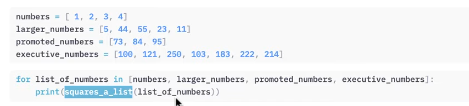 numbers = [ 1, 2, 3, 4]
larger_numbers = [5, 44, 55, 23, 11]
promoted_numbers = [73, 84, 95]
executive_numbers = [100, 121, 250, 103, 183, 222, 214]
for list_of_numbers in [numbers, larger_numbers, promoted_numbers, executive_numbers]:
    print(squares_a_list(list_of_numbers))